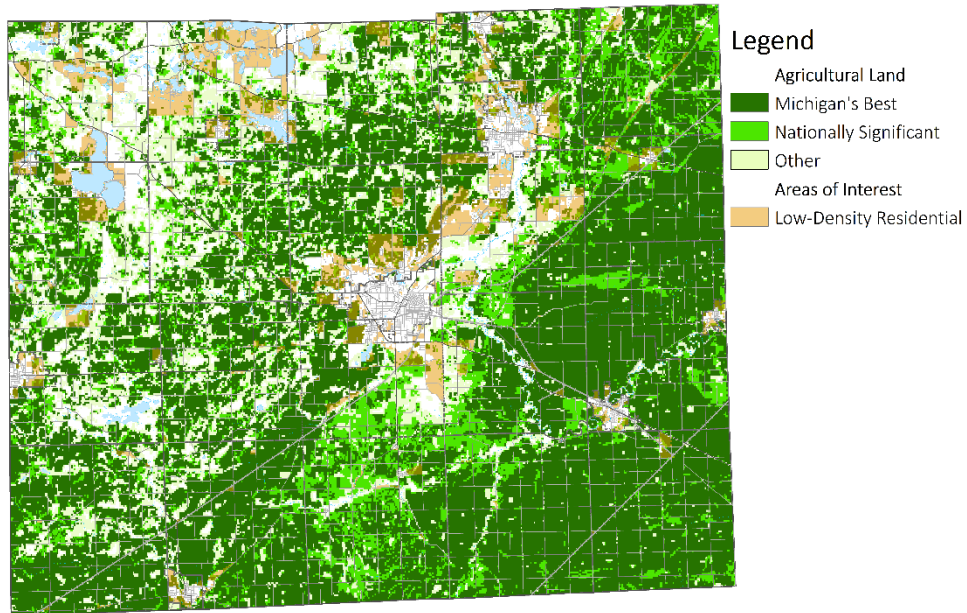 Legend
Agricultural Land
Michigan's Best
Nationally Significant
Other
Areas of Interest
Low-Density Residential